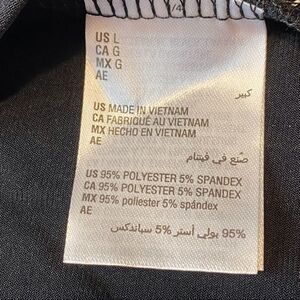 US L
CA G
MX G
AE
كبير
US MADE IN VIETNAM
CA FABRIQUÉ AU VIETNAM
MX HECHO EN VIETNAM
AE
صنع في فيتنام
US 95% POLYESTER 5% SPANDEX
CA 95% POLYESTER 5% SPANDEX
MX 95% poliester 5% spándex
AE
95% بولي أستر 5% سباندكس